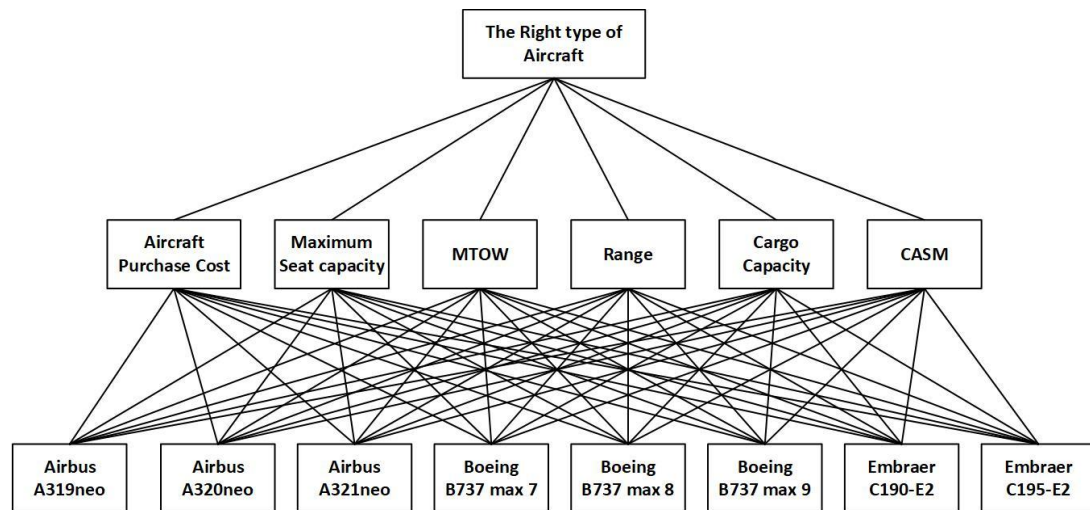 The Right type of
Aircraft
Aircraft
Purchase Cost
Maximum
Seat capacity
MTOW
Range
Cargo
Capacity
CASM
Airbus
A319neo
Airbus
A320neo
Airbus
A321neo
Boeing
B737 max 7
Boeing
B737 max 8
Boeing
B737 max 9
Embraer
C190-E2
Embraer
C195-E2